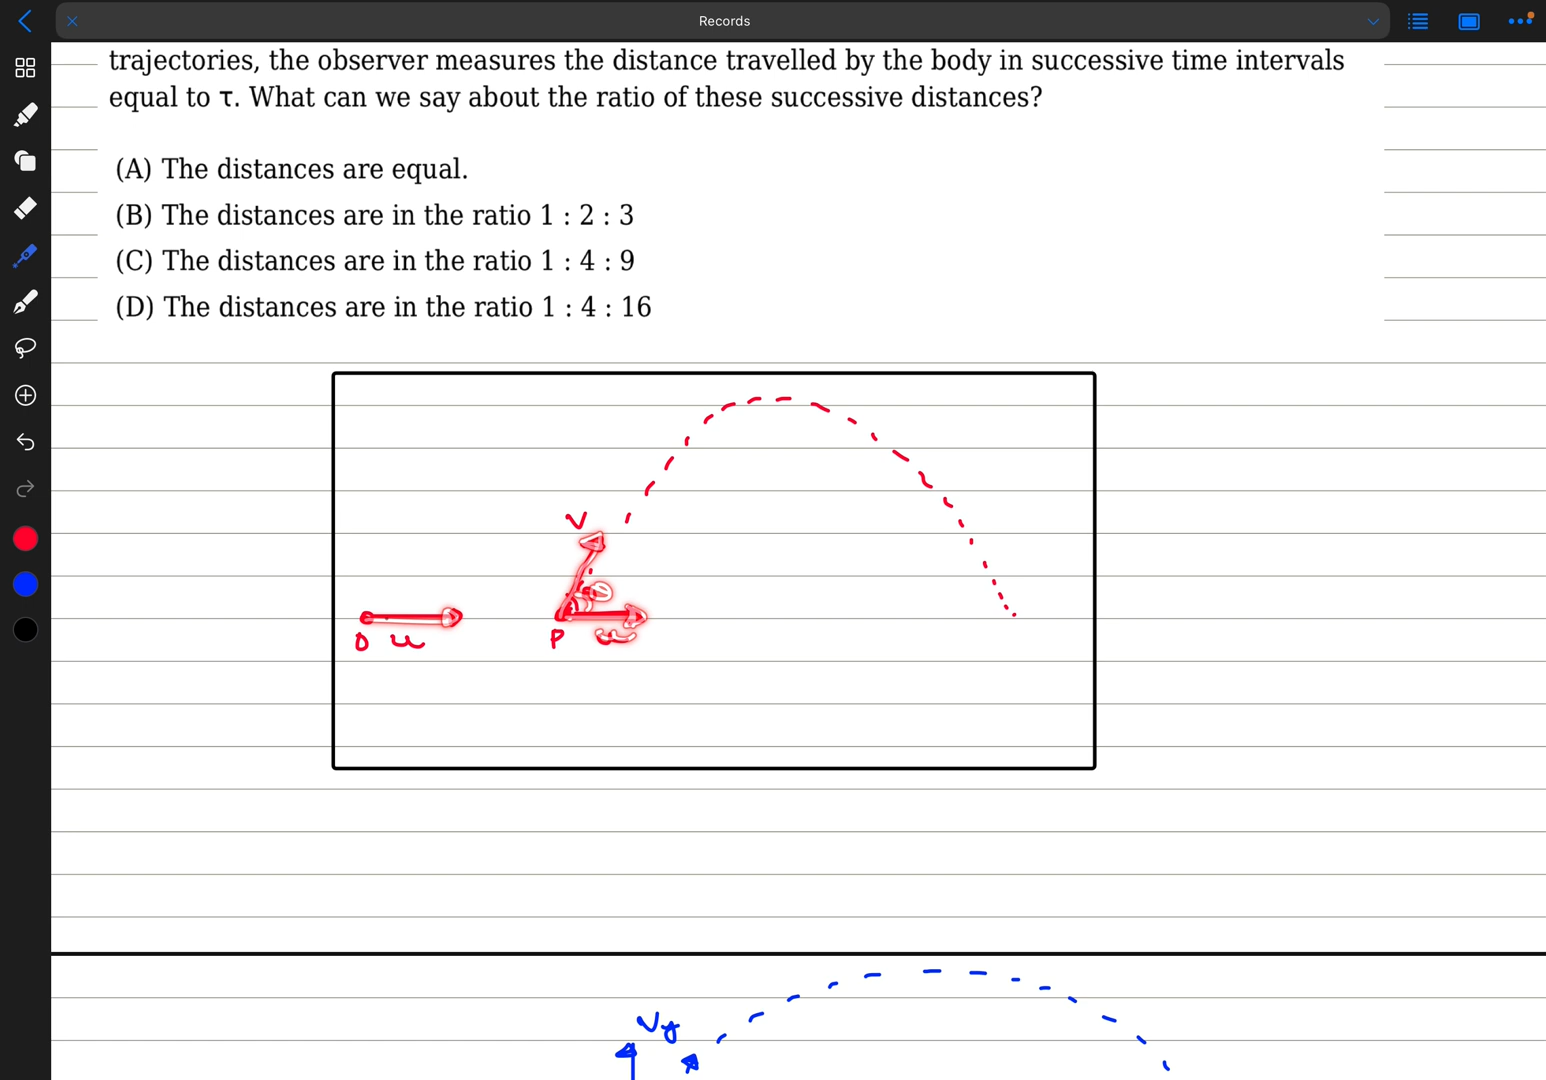 Records
trajectories, the observer measures the distance travelled by the body in successive time intervals
equal to τ. What can we say about the ratio of these successive distances?
(A) The distances are equal.
(B) The distances are in the ratio 1 : 2 : 3
(C) The distances are in the ratio 1 : 4 : 9
(D) The distances are in the ratio 1 : 4 : 16
V
θ
O u
P u
Vy